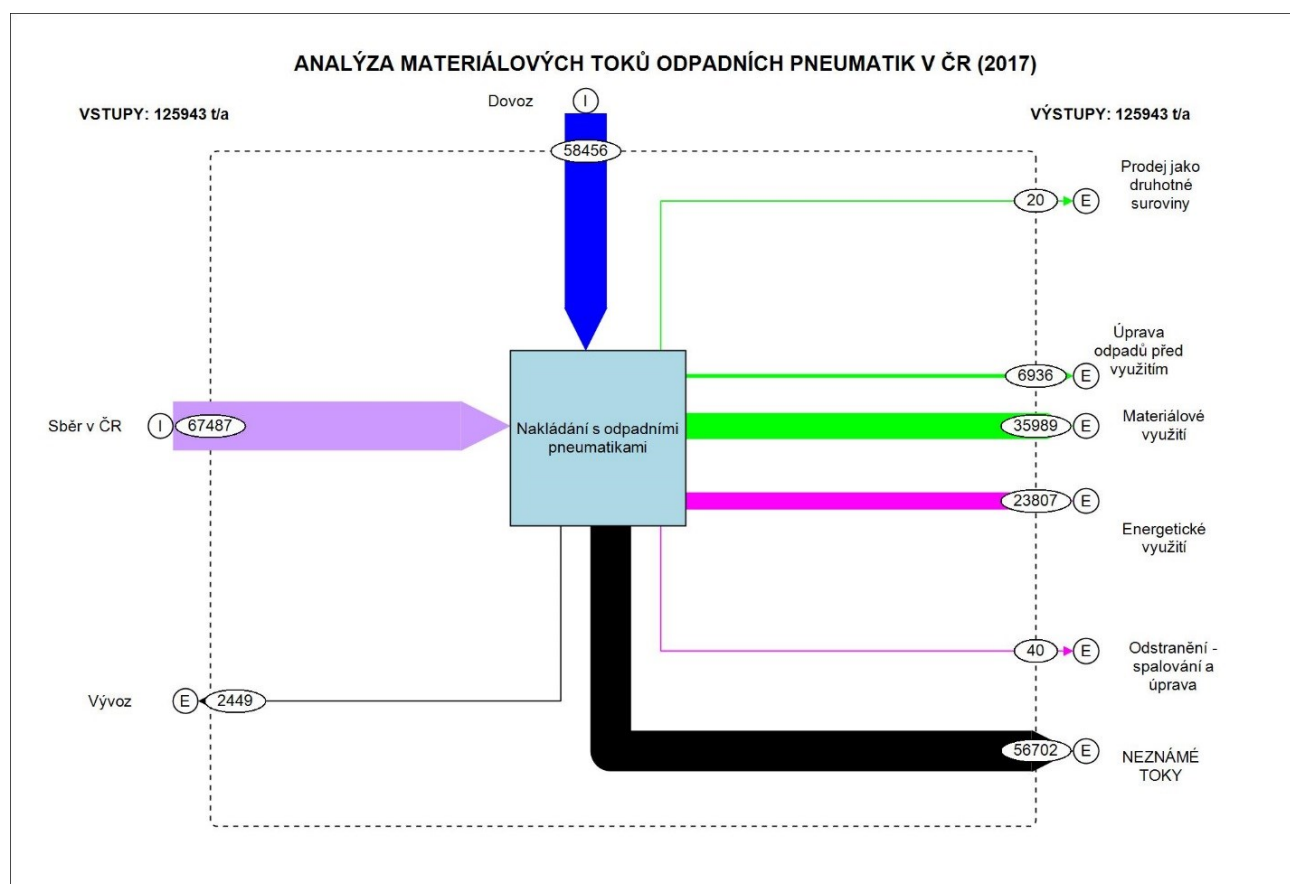 ANALÝZA MATERIÁLOVÝCH TOKŮ ODPADNÍCH PNEUMATIK V ČR (2017)
VSTUPY: 125943 t/a
Dovoz
I
VÝSTUPY: 125943 t/a
58456
Prodej jako
druhotné
suroviny
20
E
Úprava
odpadů před
využitím
6936
E
Sběr v ČR
I
67487
Nakládání s odpadními
pneumatikami
35989
E
Materiálové
využití
23807
E
Energetické
využití
40
E
Odstranění -
spalování a
úprava
Vývoz
E
2449
56702
E
NEZNÁMÉ
TOKY